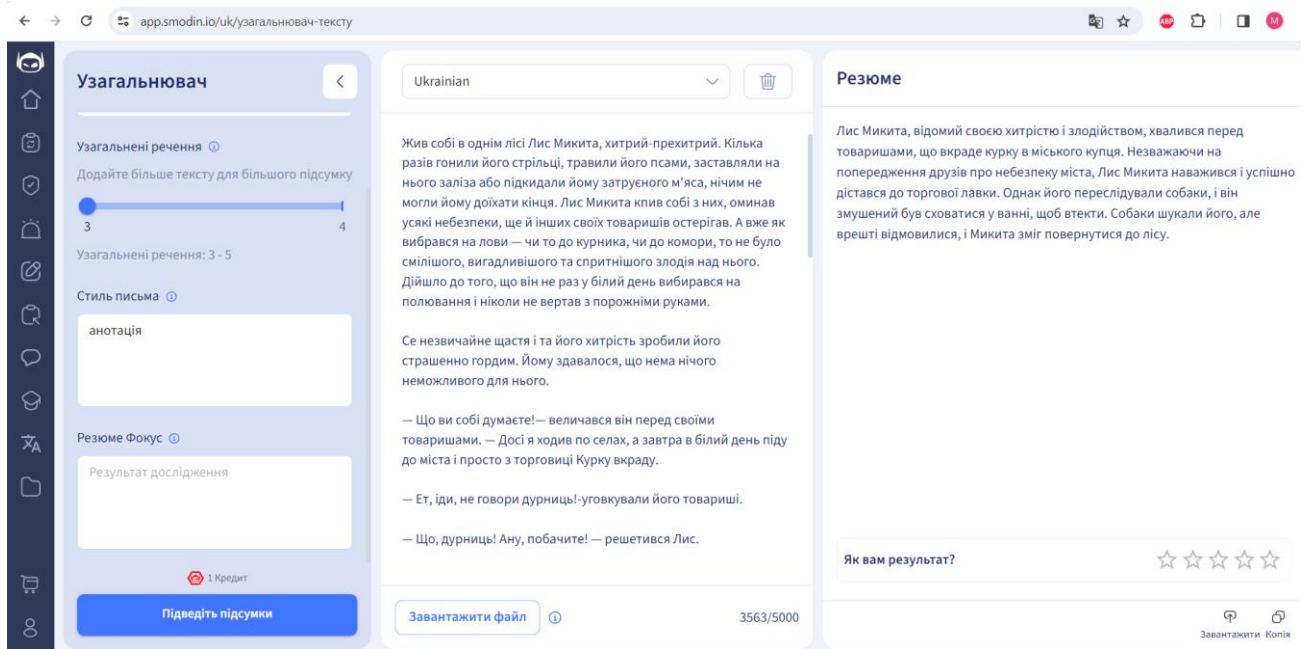 app.smodin.io/uk/узагальнювач-тексту
ABP
M
Узагальнювач
Узагальнені речення
Додайте більше тексту для більшого підсумку
3
4
Узагальнені речення: 3 - 5
Стиль письма
анотація
Резюме Фокус
Результат дослідження
1 Кредит
Підведіть підсумки
Ukrainian
Жив собі в однім лісі Лис Микита, хитрий-прехитрий. Кілька
разів гонили його стрільці, травили його псами, заставляли на
нього заліза або підкидали йому затруєного м'яса, нічим не
могли йому доїхати кінця. Лис Микита кпив собі з них, оминав
усякі небезпеки, ще й інших своїх товаришів остерігав. А вже як
вибрався на лови — чи то до курника, чи до комори, то не було
смілішого, вигадливішого та спритнішого злодія над нього.
Дійшло до того, що він не раз у білий день вибирався на
полювання і ніколи не вертав з порожніми руками.
Се незвичайне щастя і та його хитрість зробили його
страшенно гордим. Йому здавалося, що нема нічого
неможливого для нього.
— Що ви собі думаєте!— величався він перед своїми
товаришами. — Досі я ходив по селах, а завтра в білий день піду
до міста і просто з торговиці Курку вкраду.
— Ет, іди, не говори дурниць!-уговкували його товариші.
— Що, дурниць! Ану, побачите! — решетився Лис.
Завантажити файл
3563/5000
Резюме
Лис Микита, відомий своєю хитрістю і злодійством, хвалився перед
товаришами, що вкраде курку в міського купця. Незважаючи на
попередження друзів про небезпеку міста, Лис Микита наважився і успішно
дістався до торгової лавки. Однак його переслідували собаки, і він
змушений був сховатися у ванні, щоб втекти. Собаки шукали його, але
врешті відмовилися, і Микита зміг повернутися до лісу.
Як вам результат?
Завантажити Копія